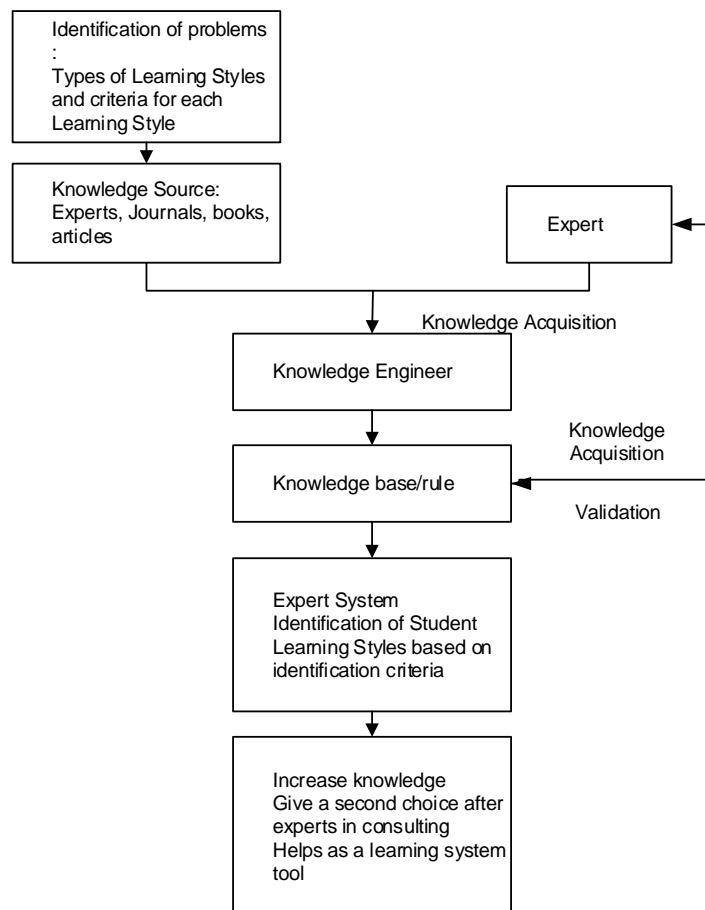 Identification of problems
:
Types of Learning Styles
and criteria for each
Learning Style
Knowledge Source:
Experts, Journals, books,
articles
Expert
Knowledge Acquisition
Knowledge Engineer
Knowledge
Acquisition
Knowledge base/rule
Validation
Expert System
Identification of Student
Learning Styles based on
identification criteria
Increase knowledge
Give a second choice after
experts in consulting
Helps as a learning system
tool